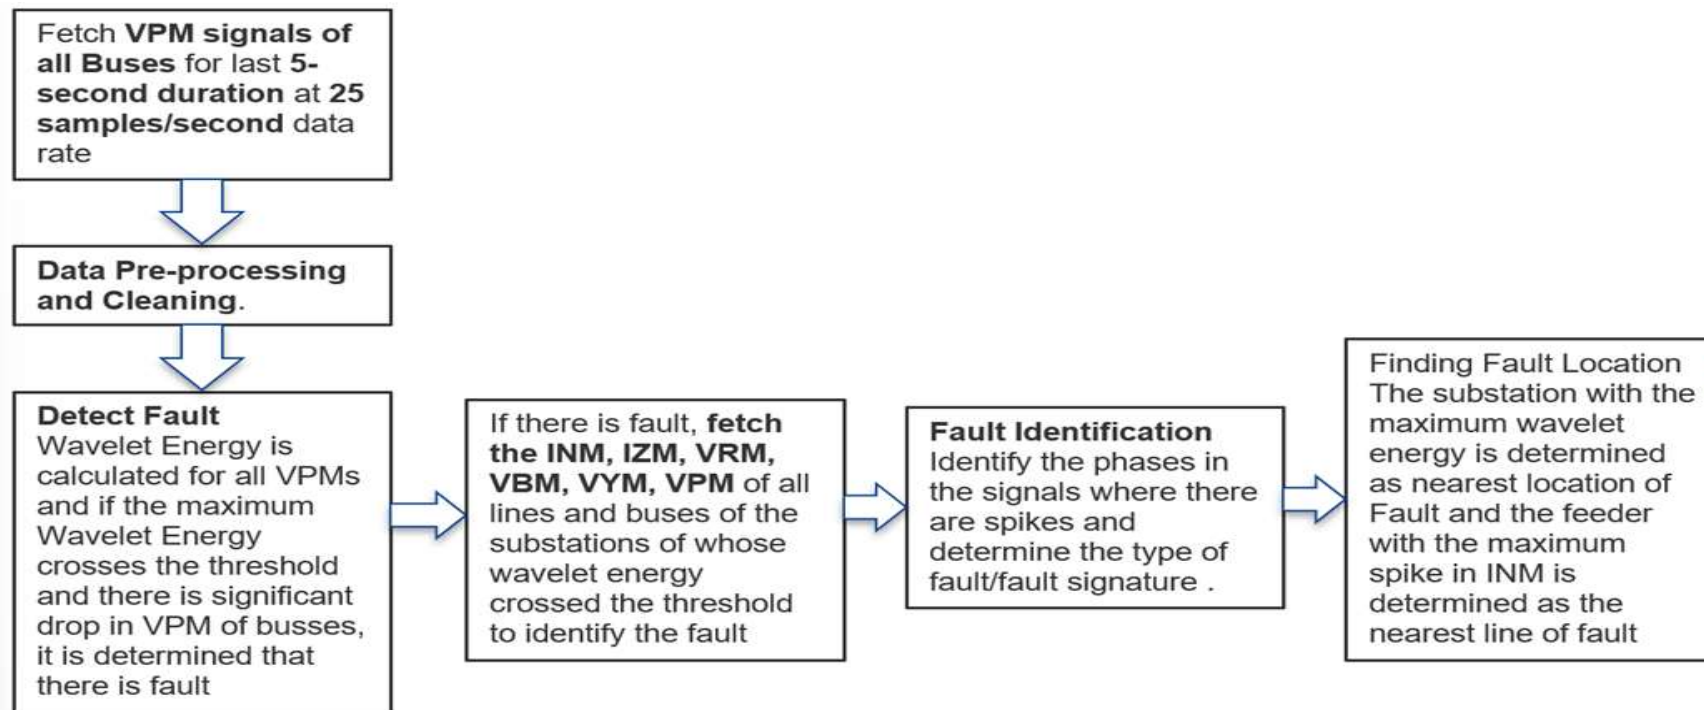 Fetch VPM signals of
all Buses for last 5-
second duration at 25
samples/second data
rate
Data Pre-processing
and Cleaning.
Detect Fault
Wavelet Energy is
calculated for all VPMs
and if the maximum
Wavelet Energy
crosses the threshold
and there is significant
drop in VPM of busses,
it is determined that
there is fault
If there is fault, fetch
the INM, IZM, VRM,
VBM, VYM, VPM of all
lines and buses of the
substations of whose
wavelet energy
crossed the threshold
to identify the fault
Fault Identification
Identify the phases in
the signals where there
are spikes and
determine the type of
fault/fault signature .
Finding Fault Location
The substation with the
maximum wavelet
energy is determined
as nearest location of
Fault and the feeder
with the maximum
spike in INM is
determined as the
nearest line of fault